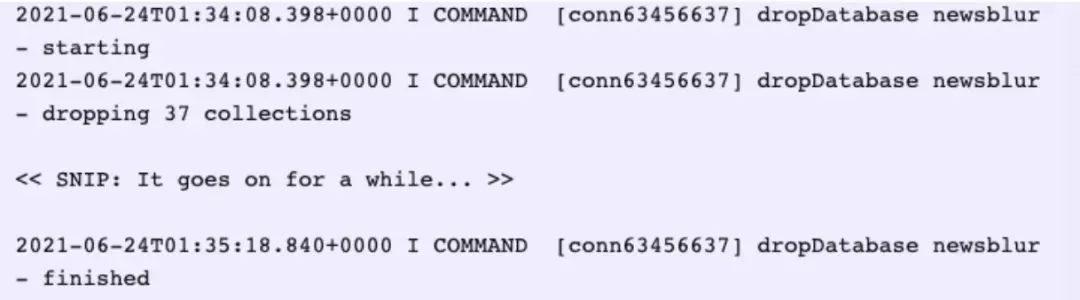 2021-06-24T01:34:08.398+0000 I COMMAND  [conn63456637] dropDatabase newsblur
- starting
2021-06-24T01:34:08.398+0000 I COMMAND  [conn63456637] dropDatabase newsblur
- dropping 37 collections
<< SNIP: It goes on for a while... >>
2021-06-24T01:35:18.840+0000 I COMMAND  [conn63456637] dropDatabase newsblur
- finished